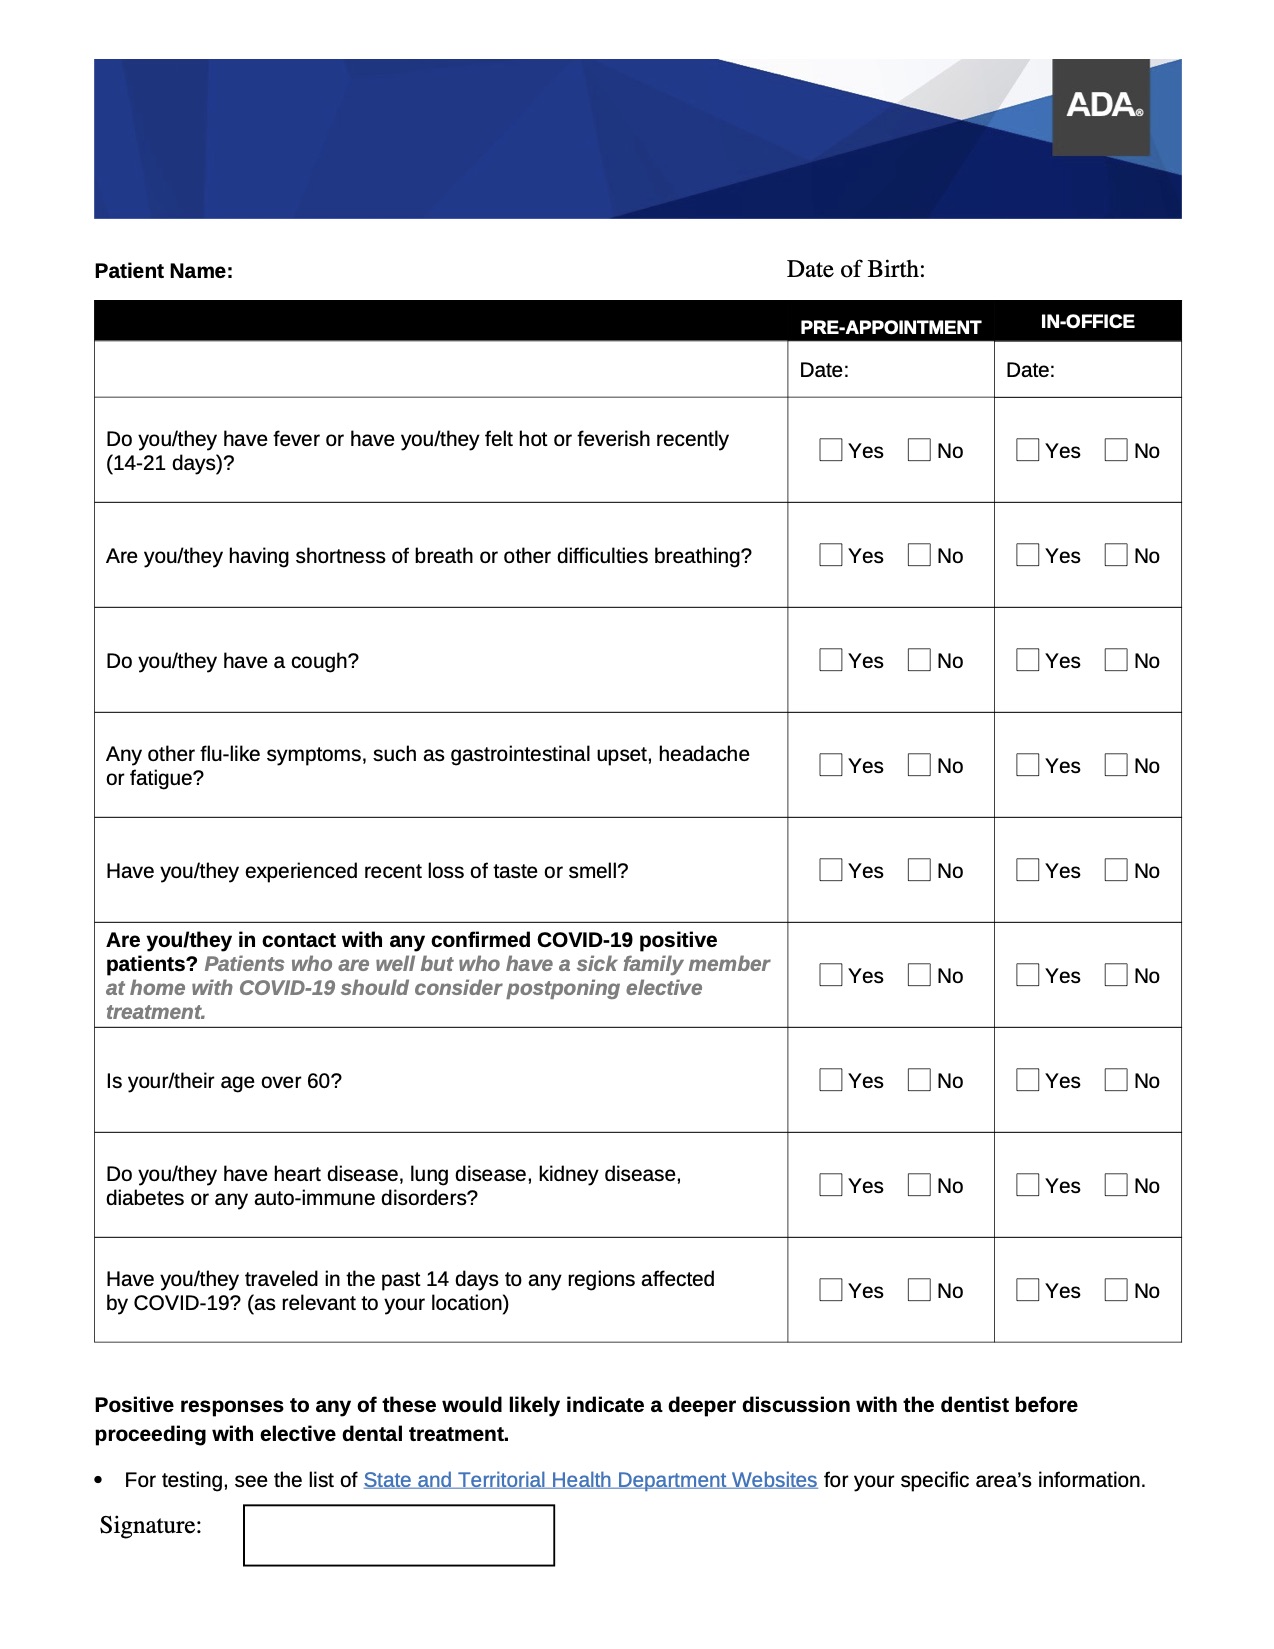 ADA®
Patient Name: Date of Birth:
PRE-APPOINTMENT IN-OFFICE
Date: Date:
Do you/they have fever or have you/they felt hot or feverish recently
(14-21 days)?
Yes No Yes No
Are you/they having shortness of breath or other difficulties breathing?
Yes No Yes No
Do you/they have a cough?
Yes No Yes No
Any other flu-like symptoms, such as gastrointestinal upset, headache
or fatigue?
Yes No Yes No
Have you/they experienced recent loss of taste or smell?
Yes No Yes No
Are you/they in contact with any confirmed COVID-19 positive
patients? Patients who are well but who have a sick family member
at home with COVID-19 should consider postponing elective
treatment.
Yes No Yes No
Is your/their age over 60?
Yes No Yes No
Do you/they have heart disease, lung disease, kidney disease,
diabetes or any auto-immune disorders?
Yes No Yes No
Have you/they traveled in the past 14 days to any regions affected
by COVID-19? (as relevant to your location)
Yes No Yes No
Positive responses to any of these would likely indicate a deeper discussion with the dentist before
proceeding with elective dental treatment.
• For testing, see the list of State and Territorial Health Department Websites for your specific area’s information.
Signature: